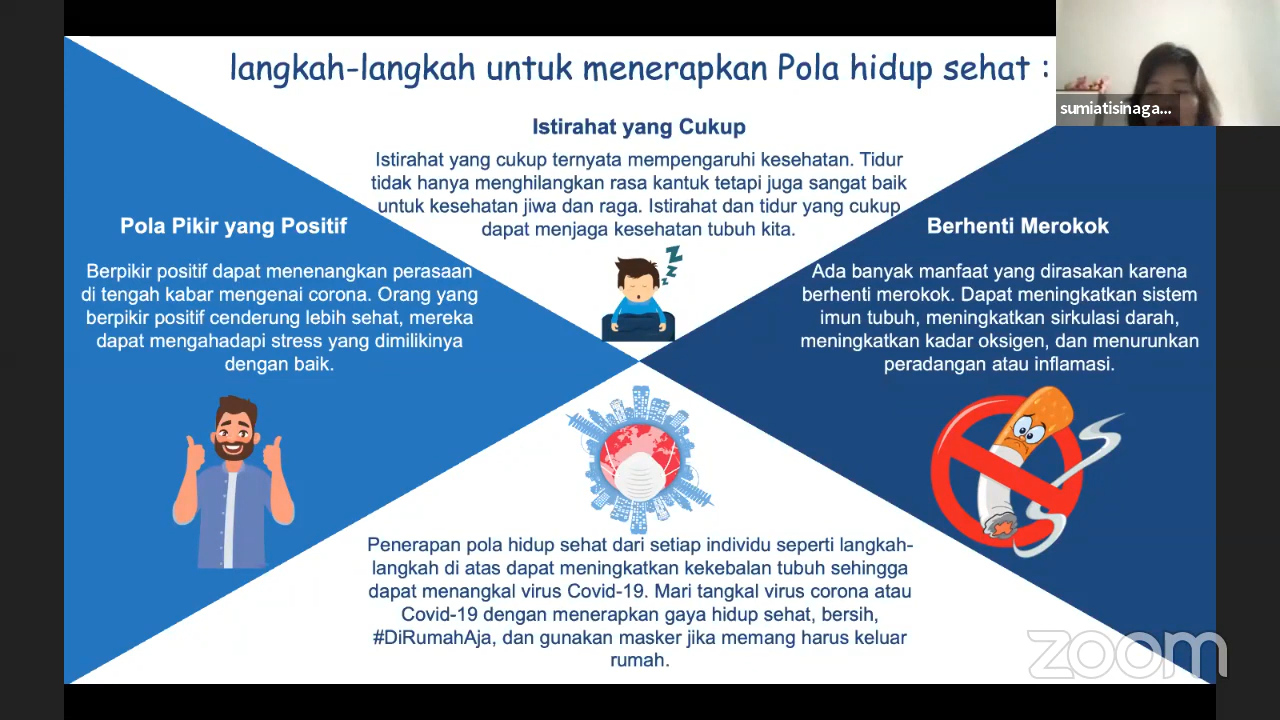 langkah-langkah untuk menerapkan Pola hidup sehat :
sumiatisinaga...
Istirahat yang Cukup
Istirahat yang cukup ternyata mempengaruhi kesehatan. Tidur
tidak hanya menghilangkan rasa kantuk tetapi juga sangat baik
untuk kesehatan jiwa dan raga. Istirahat dan tidur yang cukup
dapat menjaga kesehatan tubuh kita.
Z
Z
Z
Pola Pikir yang Positif
Berpikir positif dapat menenangkan perasaan
di tengah kabar mengenai corona. Orang yang
berpikir positif cenderung lebih sehat, mereka
dapat mengahadapi stress yang dimilikinya
dengan baik.
Berhenti Merokok
Ada banyak manfaat yang dirasakan karena
berhenti merokok. Dapat meningkatkan sistem
imun tubuh, meningkatkan sirkulasi darah,
meningkatkan kadar oksigen, dan menurunkan
peradangan atau inflamasi.
Penerapan pola hidup sehat dari setiap individu seperti langkah-
langkah di atas dapat meningkatkan kekebalan tubuh sehingga
dapat menangkal virus Covid-19. Mari tangkal virus corona atau
Covid-19 dengan menerapkan gaya hidup sehat, bersih,
#DiRumahAja, dan gunakan masker jika memang harus keluar
rumah.
zoom